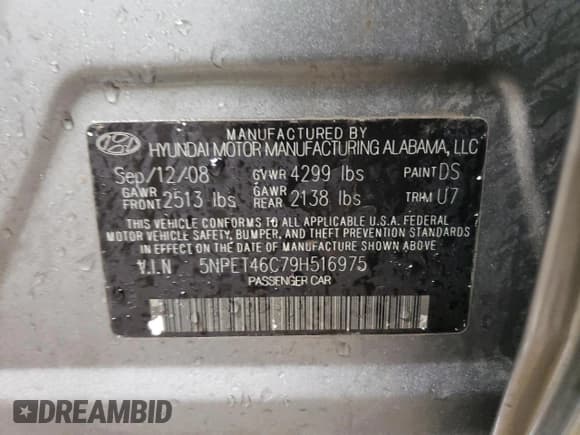 MANUFACTURED BY
HYUNDAI MOTOR MANUFACTURING ALABAMA, LLC
Sep/12/08 GVWR 4299 lbs PAINT DS
GAWR FRONT 2513 lbs GAWR REAR 2138 lbs TRIM U7
THIS VEHICLE CONFORMS TO ALL APPLICABLE U.S.A. FEDERAL
MOTOR VEHICLE SAFETY, BUMPER, AND THEFT PREVENTION STANDARDS
IN EFFECT ON THE DATE OF MANUFACTURE SHOWN ABOVE.
V.I.N 5NPET46C79H516975
PASSENGER CAR
DREAMBID